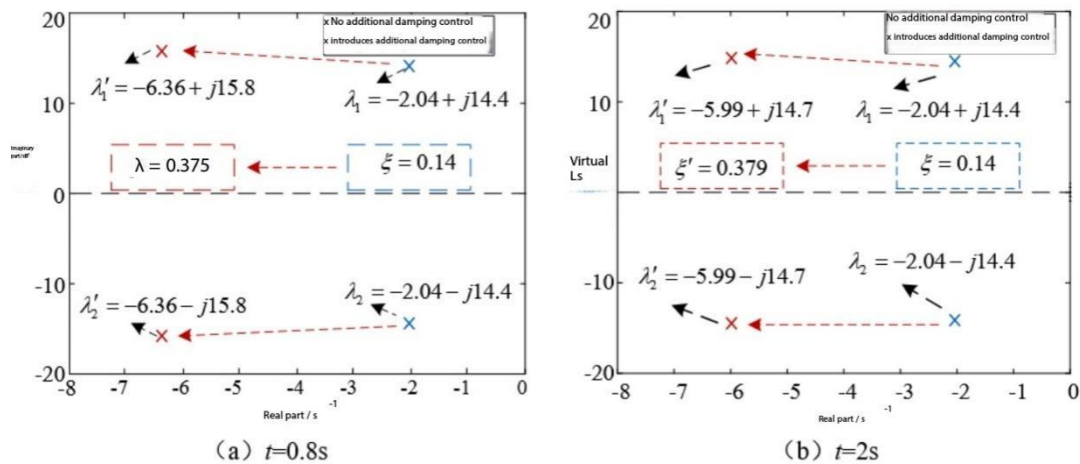 20
x No additional damping control
x introduces additional damping control
λ₁′ = −6.36 + j15.8
λ₁ = −2.04 + j14.4
10
λ = 0.375
ξ = 0.14
0
-10
λ₂′ = −6.36 − j15.8
λ₂ = −2.04 − j14.4
-20
-8 -7 -6 -5 -4 -3 -2 -1 0
Real part / s
-1
(a) t=0.8s
20
No additional damping control
x introduces additional damping control
10
λ₁′ = −5.99 + j14.7
λ₁ = −2.04 + j14.4
Virtual
Ls
ξ′ = 0.379
ξ = 0.14
-10
λ₂′ = −5.99 − j14.7
λ₂ = −2.04 − j14.4
-20
-8 -7 -6 -5 -4 -3 -2 -1 0
Real part / s
-1
(b) t=2s